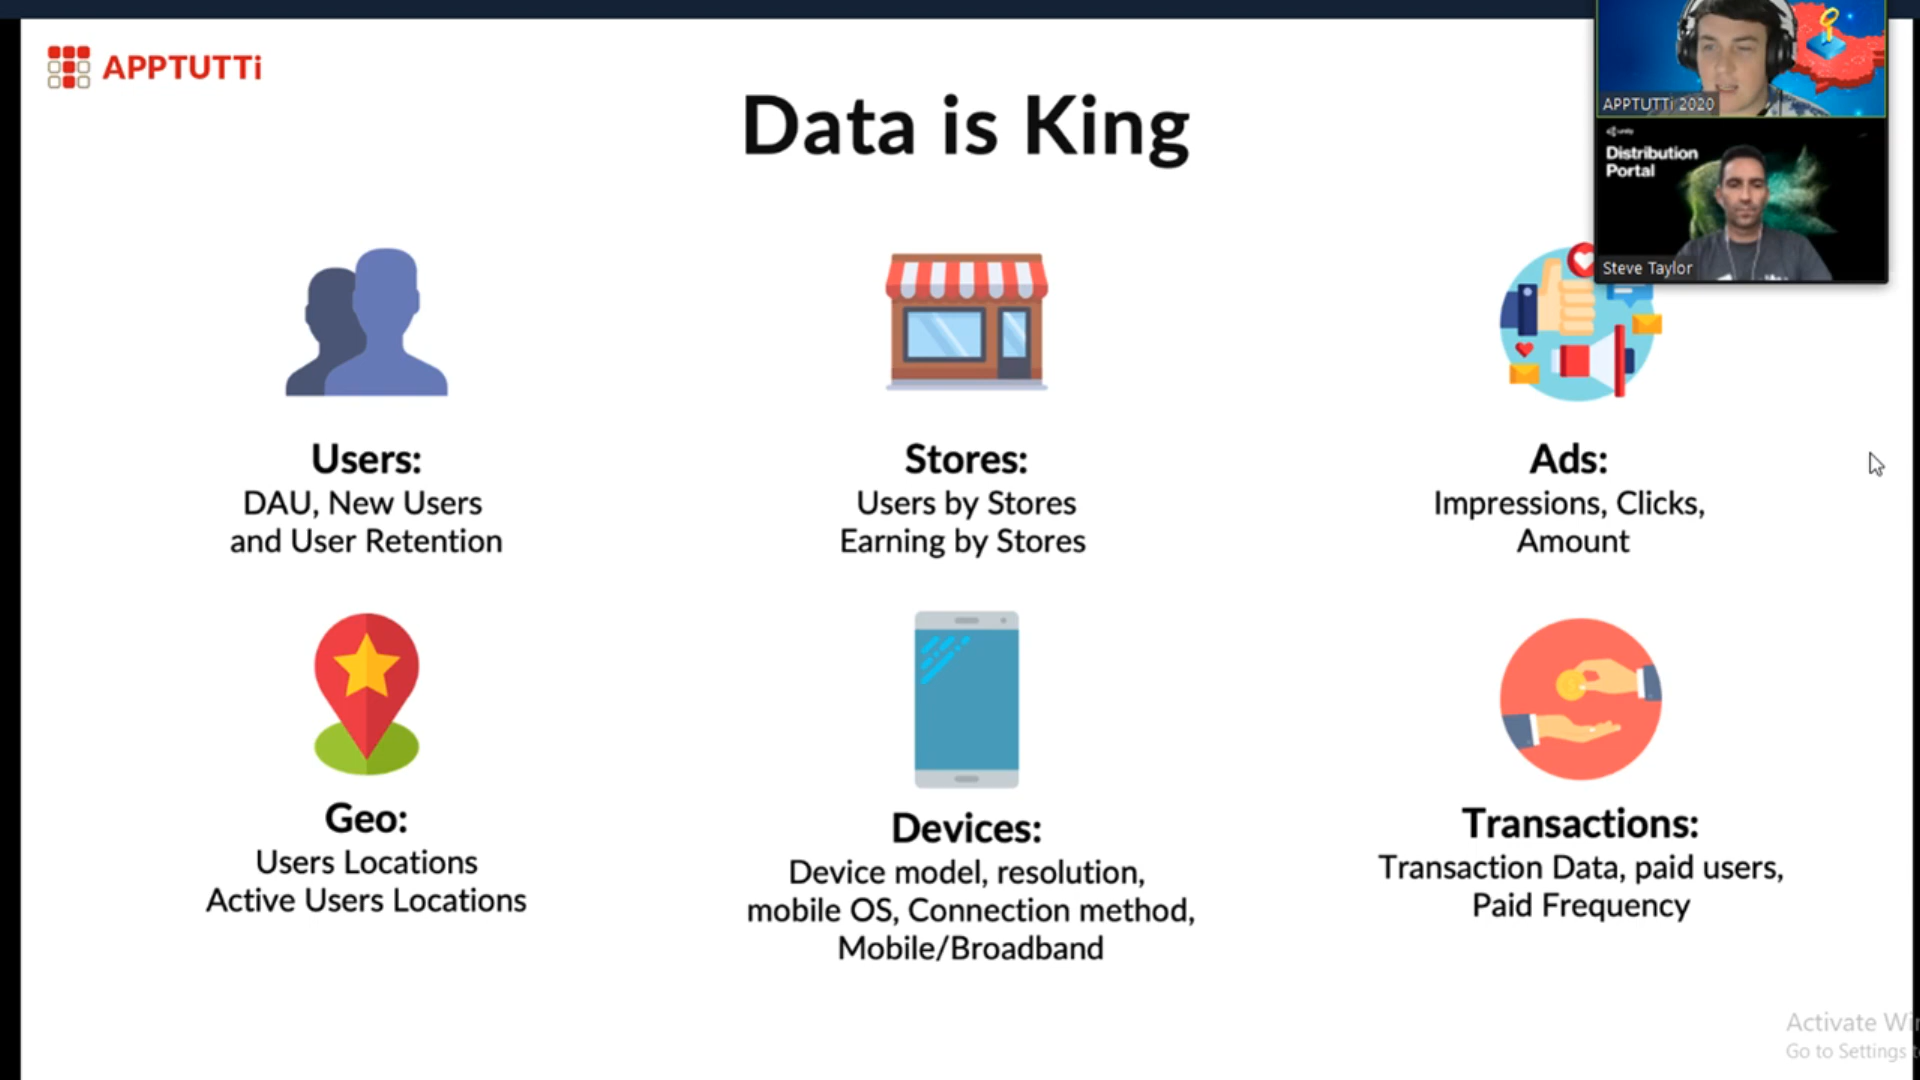 APPTUTTi
Data is King
APPTUTTi 2020
unity
Distribution
Portal
Steve Taylor
Users:
DAU, New Users
and User Retention
Stores:
Users by Stores
Earning by Stores
Ads:
Impressions, Clicks,
Amount
Geo:
Users Locations
Active Users Locations
Devices:
Device model, resolution,
mobile OS, Connection method,
Mobile/Broadband
Transactions:
Transaction Data, paid users,
Paid Frequency
Activate
Go to Settings